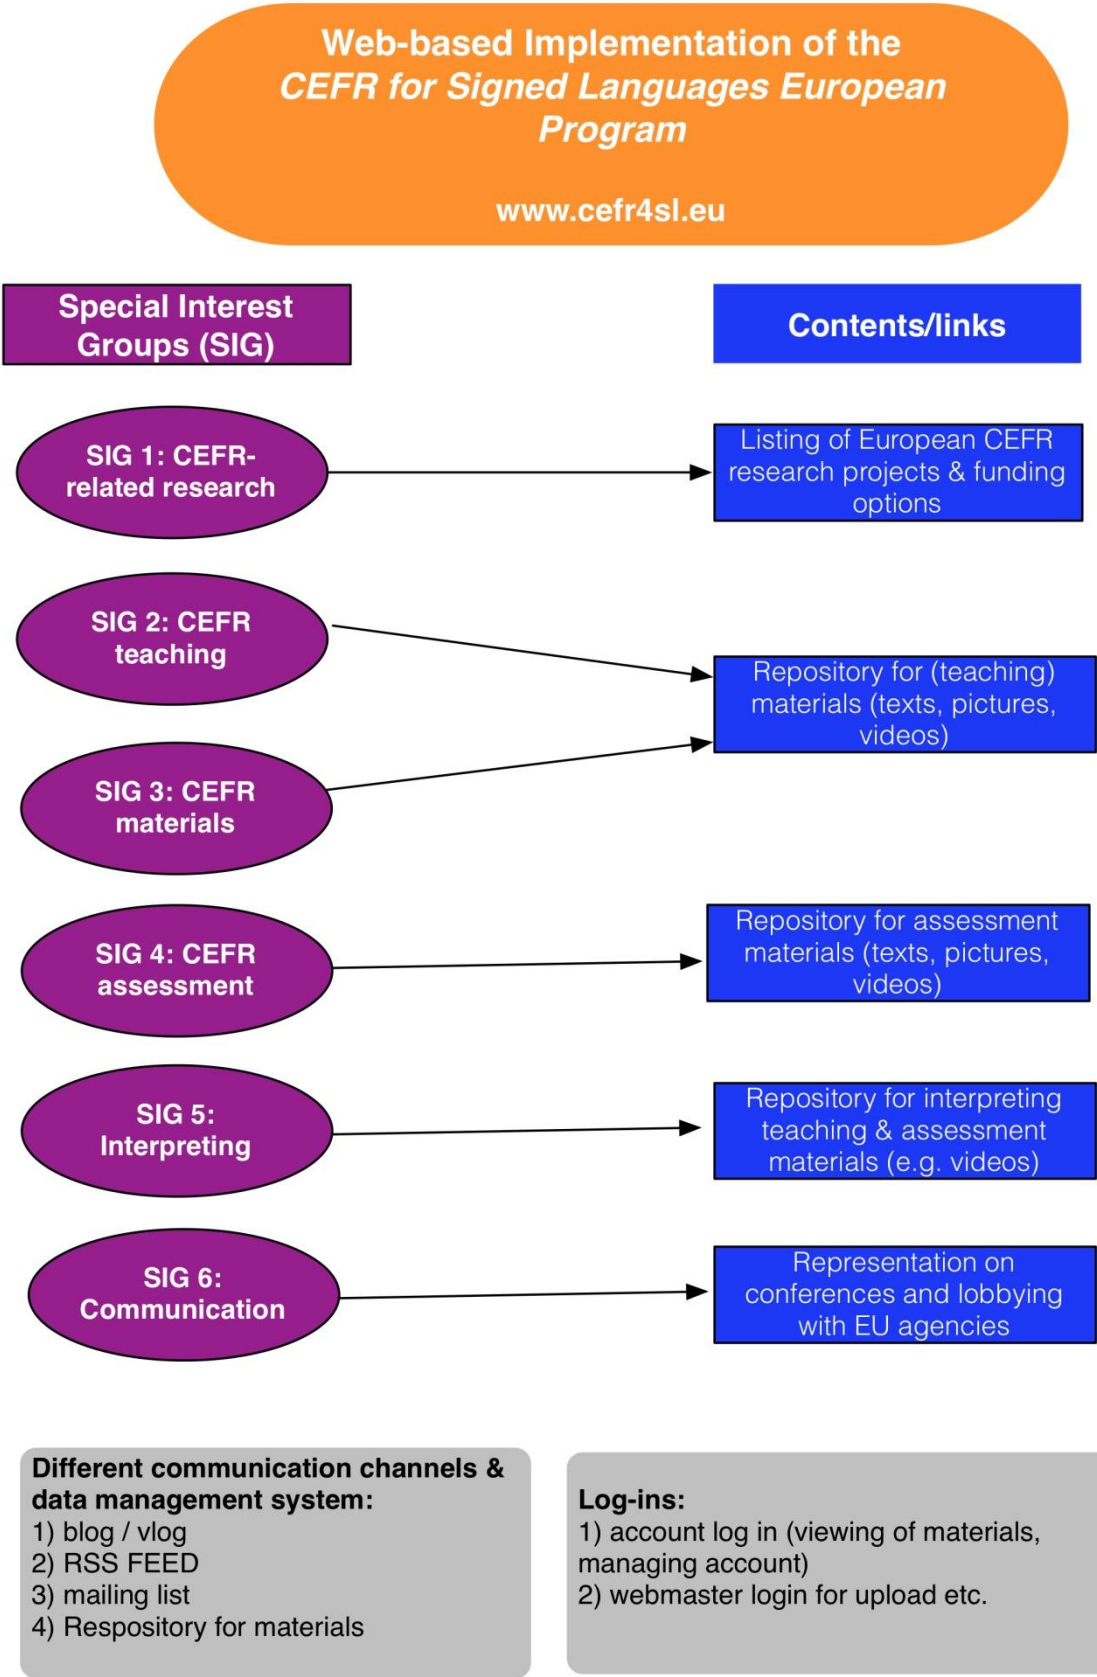 Web-based Implementation of the
CEFR for Signed Languages European
Program
www.cefr4sl.eu
Special Interest
Groups (SIG)
Contents/links
SIG 1: CEFR-
related research
Listing of European CEFR
research projects & funding
options
SIG 2: CEFR
teaching
Repository for (teaching)
materials (texts, pictures,
videos)
SIG 3: CEFR
materials
SIG 4: CEFR
assessment
Repository for assessment
materials (texts, pictures,
videos)
SIG 5:
Interpreting
Repository for interpreting
teaching & assessment
materials (e.g. videos)
SIG 6:
Communication
Representation on
conferences and lobbying
with EU agencies
Different communication channels &
data management system:
1) blog / vlog
2) RSS FEED
3) mailing list
4) Respository for materials
Log-ins:
1) account log in (viewing of materials,
managing account)
2) webmaster login for upload etc.